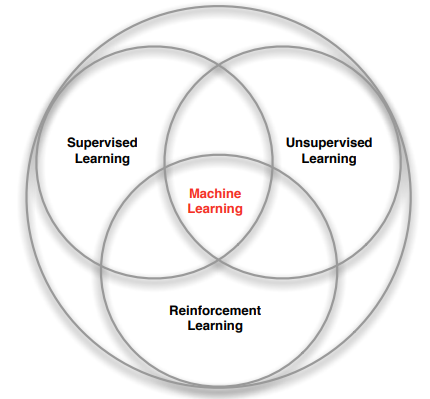 Supervised
Learning
Unsupervised
Learning
Machine
Learning
Reinforcement
Learning